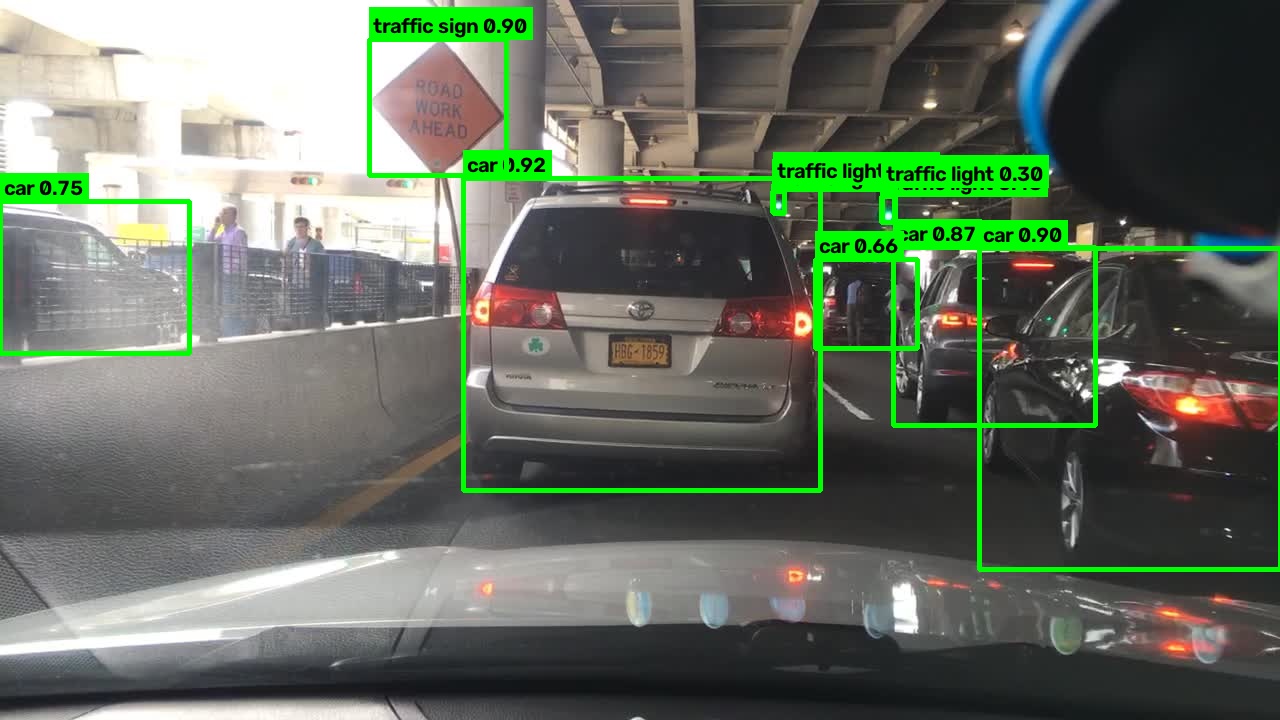 traffic sign 0.90
ROAD
WORK
AHEAD
car 0.92
traffic light
traffic light 0.30
car 0.75
car 0.66
car 0.87
car 0.90
HBG-1859